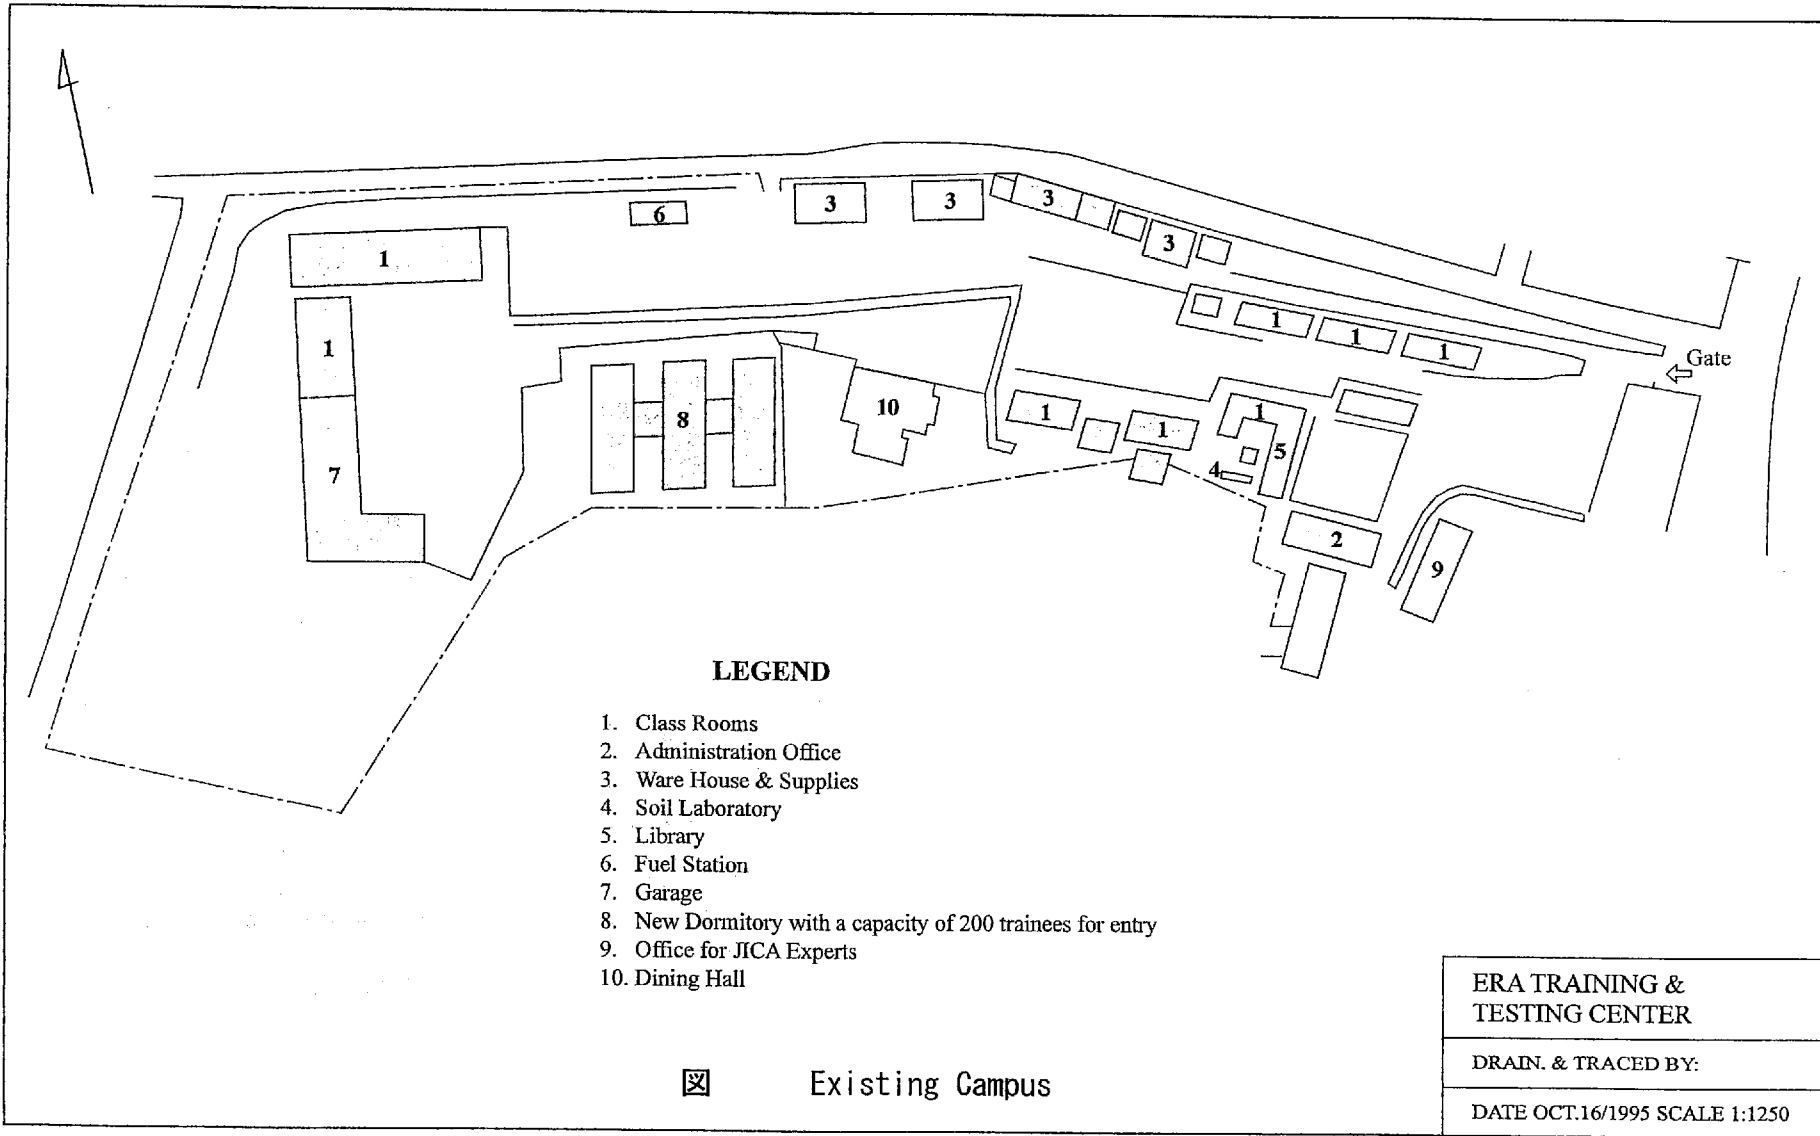 6
3
3
3
3
1
1
1
1
Gate
1
8
10
1
1
1
5
4
7
2
9
LEGEND
1. Class Rooms
2. Administration Office
3. Ware House & Supplies
4. Soil Laboratory
5. Library
6. Fuel Station
7. Garage
8. New Dormitory with a capacity of 200 trainees for entry
9. Office for JICA Experts
10. Dining Hall
図 Existing Campus
ERA TRAINING &
TESTING CENTER
DRAIN. & TRACED BY:
DATE OCT.16/1995 SCALE 1:1250